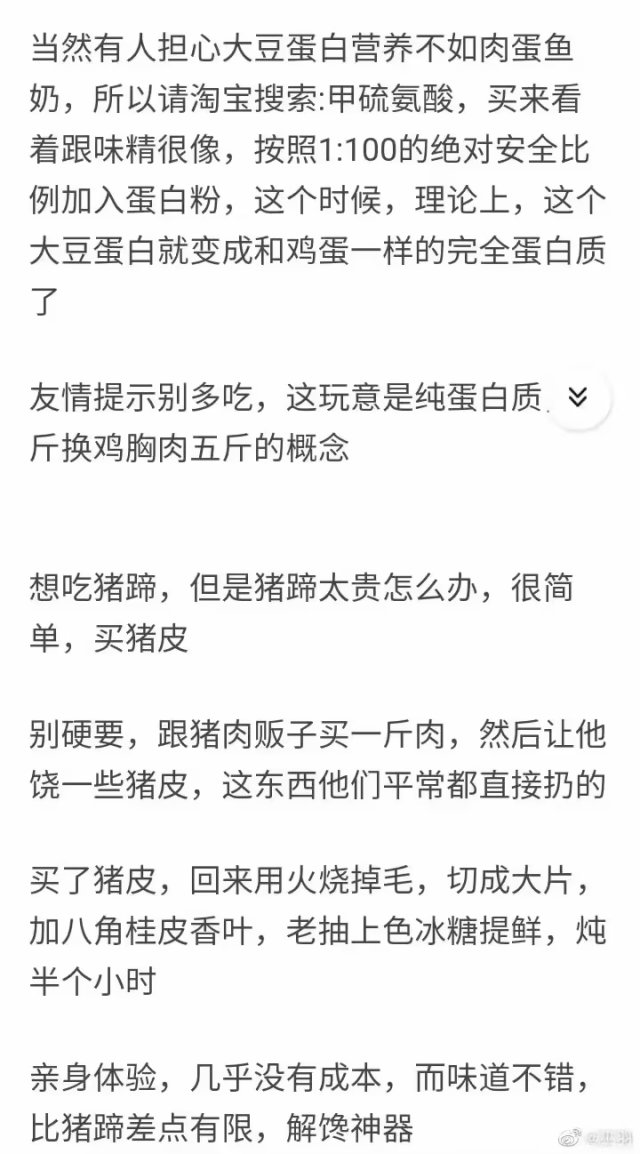 当然有人担心大豆蛋白营养不如肉蛋鱼
奶，所以请淘宝搜索:甲硫氨酸，买来看
着跟味精很像，按照1:100的绝对安全比
例加入蛋白粉，这个时候，理论上，这个
大豆蛋白就变成和鸡蛋一样的完全蛋白质
了
友情提示别多吃，这玩意是纯蛋白质
斤换鸡胸肉五斤的概念
想吃猪蹄，但是猪蹄太贵怎么办，很简
单，买猪皮
别硬要，跟猪肉贩子买一斤肉，然后让他
饶一些猪皮，这东西他们平常都直接扔的
买了猪皮，回来用火烧掉毛，切成大片，
加八角桂皮香叶，老抽上色冰糖提鲜，炖
半个小时
亲身体验，几乎没有成本，而味道不错，
比猪蹄差点有限，解馋神器